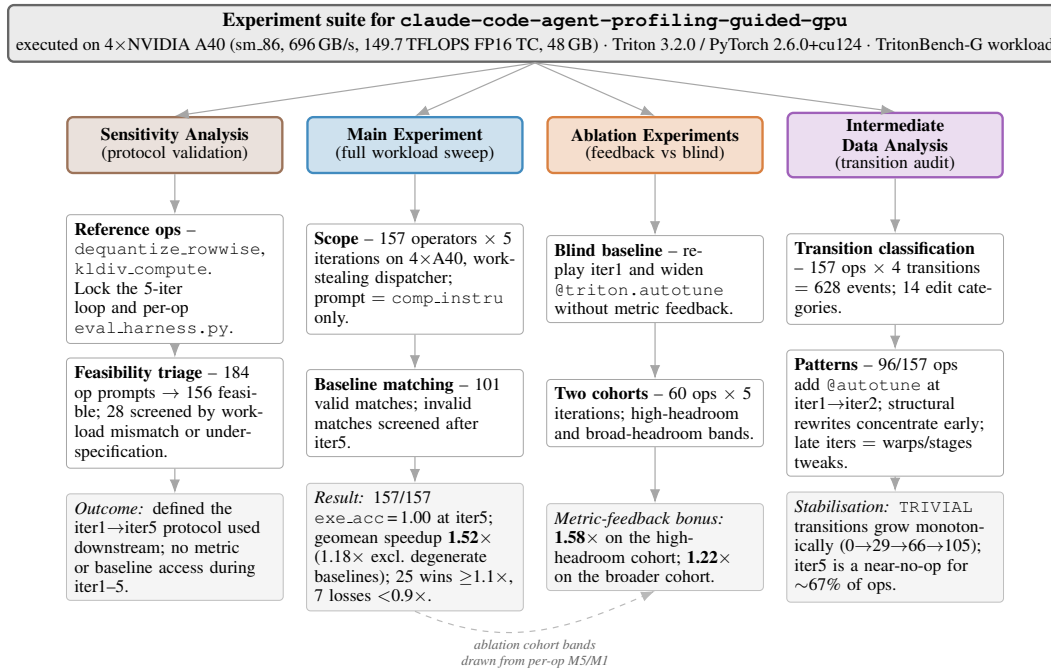 Experiment suite for claude-code-agent-profiling-guided-gpu
executed on 4×NVIDIA A40 (sm_86, 696 GB/s, 149.7 TFLOPS FP16 TC, 48 GB) · Triton 3.2.0 / PyTorch 2.6.0+cu124 · TritonBench-G workload
Sensitivity Analysis
(protocol validation)
Reference ops –
dequantize_rowwise,
kldiv_compute.
Lock the 5-iter
loop and per-op
eval_harness.py.
Feasibility triage – 184
op prompts → 156 feasi-
ble; 28 screened by work-
load mismatch or under-
specification.
Outcome: defined the
iter1→iter5 protocol used
downstream; no metric
or baseline access during
iter1–5.
Main Experiment
(full workload sweep)
Scope – 157 operators × 5
iterations on 4×A40, work-
stealing dispatcher;
prompt = comp_instru
only.
Baseline matching – 101
valid matches; invalid
matches screened after
iter5.
Result: 157/157
exe_acc=1.00 at iter5;
geomean speedup 1.52×
(1.18× excl. degenerate
baselines); 25 wins ≥1.1×,
7 losses <0.9×.
Ablation Experiments
(feedback vs blind)
Blind baseline – re-
play iter1 and widen
@triton.autotune
without metric feedback.
Two cohorts – 60 ops × 5
iterations; high-headroom
and broad-headroom bands.
Metric-feedback bonus:
1.58× on the high-
headroom cohort; 1.22×
on the broader cohort.
Intermediate
Data Analysis
(transition audit)
Transition classification
– 157 ops × 4 transitions
= 628 events; 14 edit cate-
gories.
Patterns – 96/157 ops
add @autotune at
iter1→iter2; structural
rewrites concentrate early;
late iters = warps/stages
tweaks.
Stabilisation: TRIVIAL
transitions grow monoton-
ically (0→29→66→105);
iter5 is a near-no-op for
∼67% of ops.
ablation cohort bands
drawn from per-op M5/M1